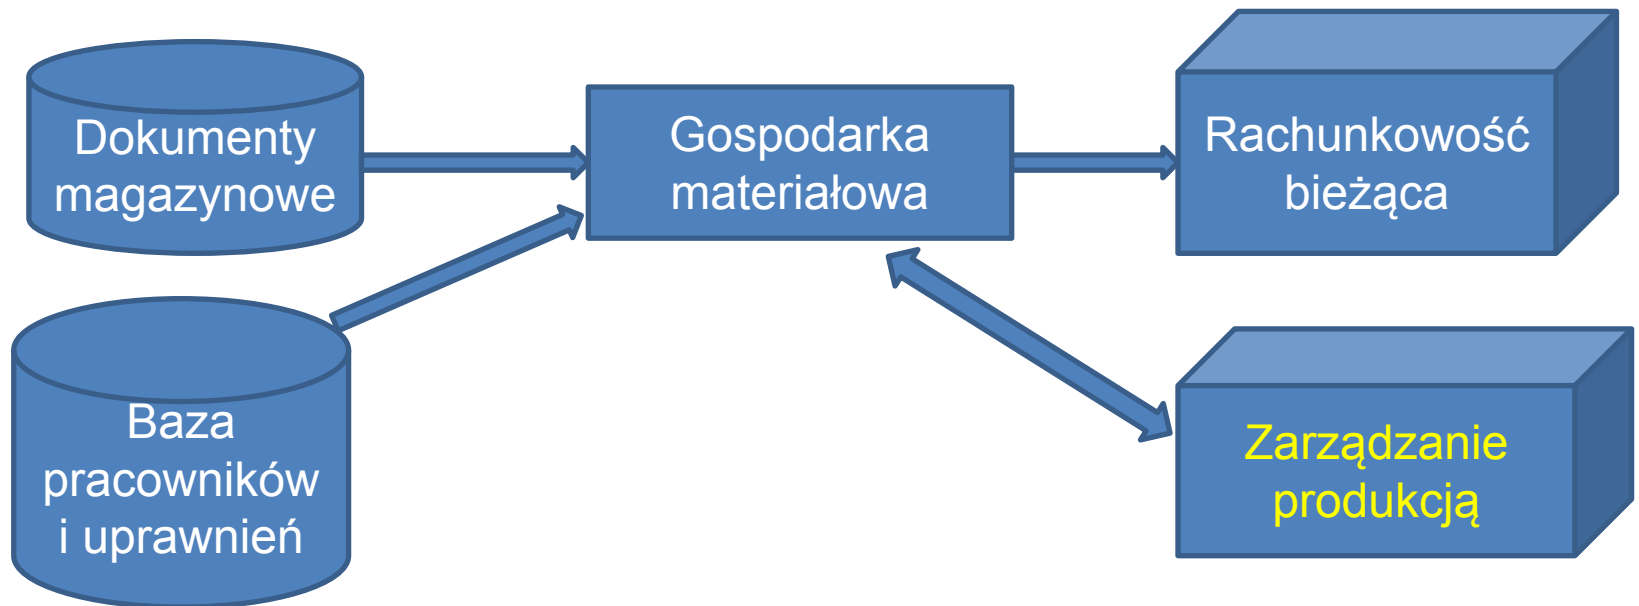 Dokumenty
magazynowe
Gospodarka
materiałowa
Rachunkowość
bieżąca
Baza
pracowników
i uprawnień
Zarządzanie
produkcją